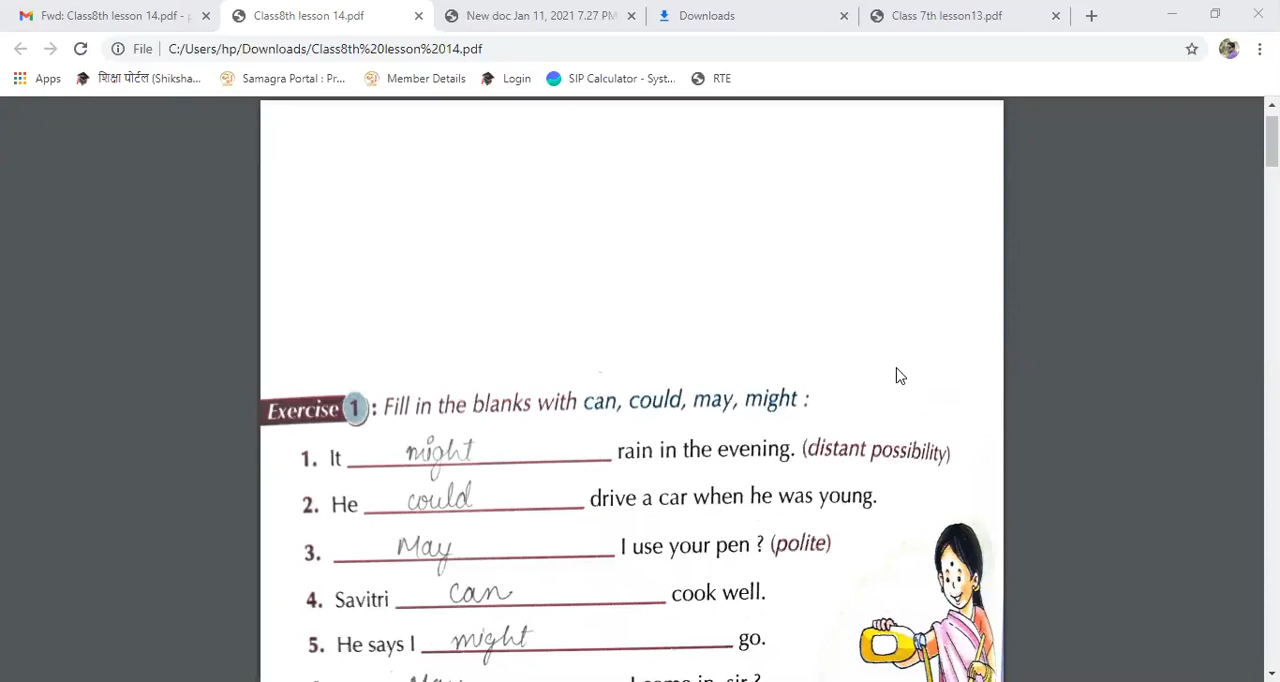 Fwd: Class8th lesson 14.pdf - p
Class8th lesson 14.pdf
New doc Jan 11, 2021 7.27 PM
Downloads
Class 7th lesson13.pdf
File
C:/Users/hp/Downloads/Class8th%20lesson%2014.pdf
Apps
शिक्षा पोर्टल (Shiksha...
Samagra Portal : Pr...
Member Details
Login
SIP Calculator - Syst...
RTE
Exercise 1 : Fill in the blanks with can, could, may, might :
1. It might rain in the evening. (distant possibility)
2. He could drive a car when he was young.
3. May I use your pen ? (polite)
4. Savitri can cook well.
5. He says I might go.
May I come in, sir ?